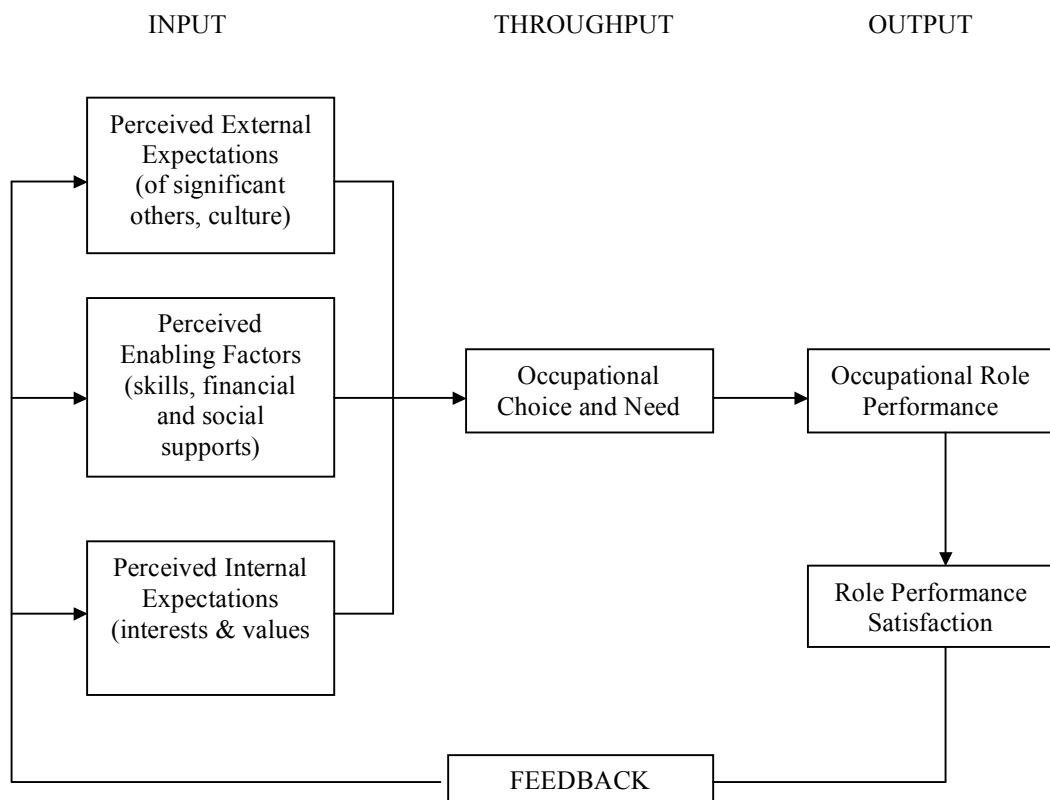 INPUT
THROUGHPUT
OUTPUT
Perceived External
Expectations
(of significant
others, culture)
Perceived
Enabling Factors
(skills, financial
and social
supports)
Perceived Internal
Expectations
(interests & values
Occupational
Choice and Need
Occupational Role
Performance
Role Performance
Satisfaction
FEEDBACK